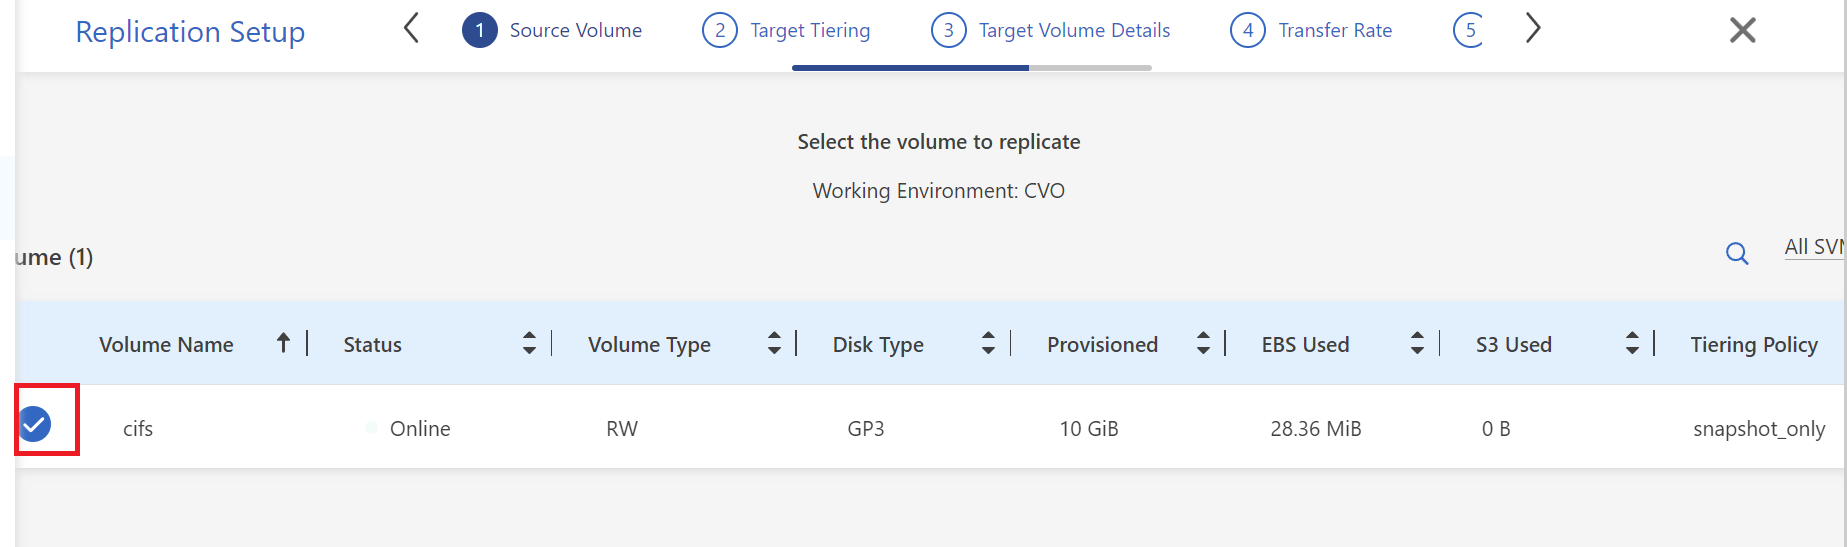 Replication Setup 1 Source Volume 2 Target Tiering 3 Target Volume Details 4 Transfer Rate 5
Select the volume to replicate
Working Environment: CVO
ume (1) All SV
Volume Name Status Volume Type Disk Type Provisioned EBS Used S3 Used Tiering Policy
cifs Online RW GP3 10 GiB 28.36 MiB 0 B snapshot_only